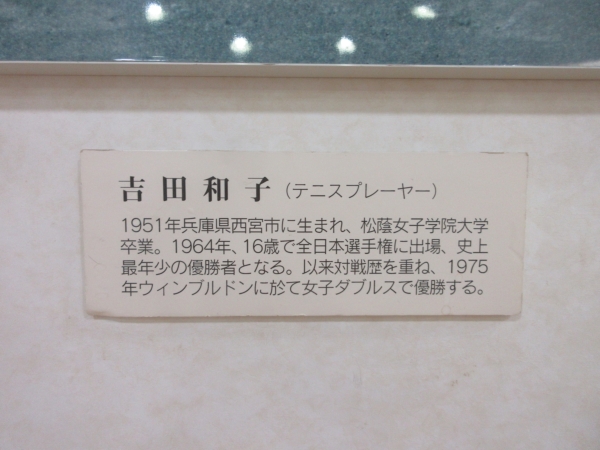 吉田和子（テニスプレーヤー）
1951年兵庫県西宮市に生まれ、松蔭女子学院大学
卒業。1964年、16歳で全日本選手権に出場、史上
最年少の優勝者となる。以来対戦歴を重ね、1975
年ウィンブルドンに於て女子ダブルスで優勝する。